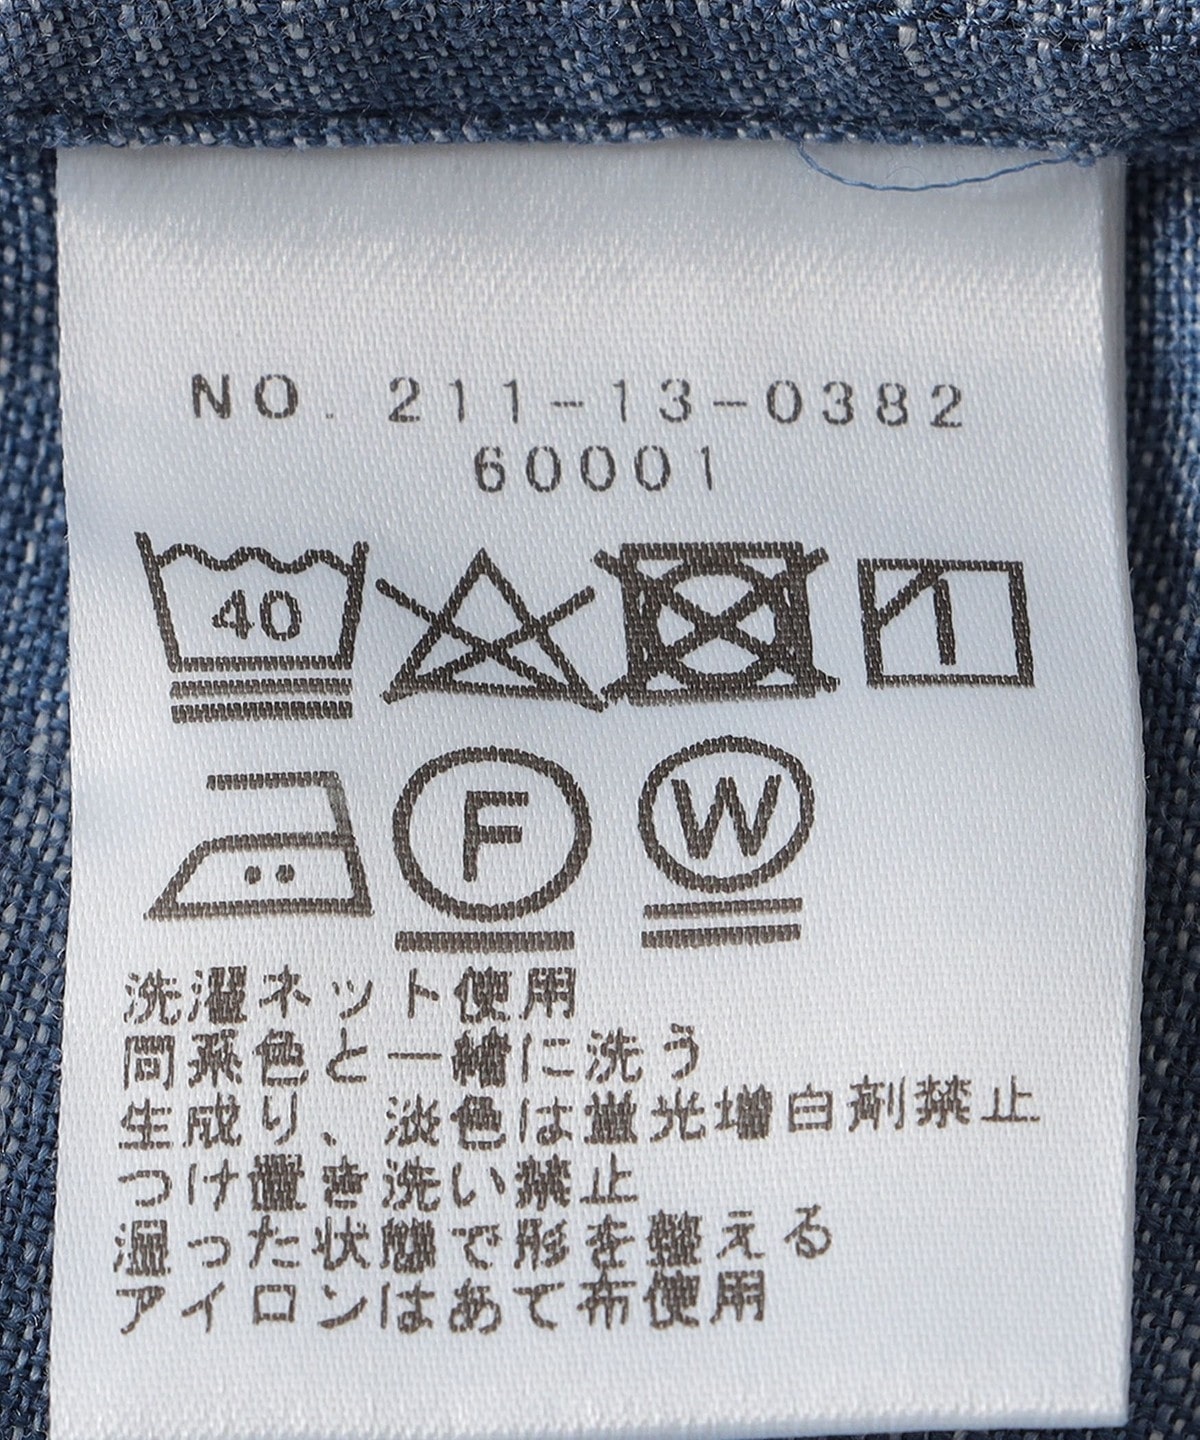 NO. 211-13-0382
60001
40
F W
洗濯ネット使用
同系色と一緒に洗う
生成り、淡色は蛍光増白剤禁止
つけ置き洗い禁止
湿った状態で形を整える
アイロンはあて布使用